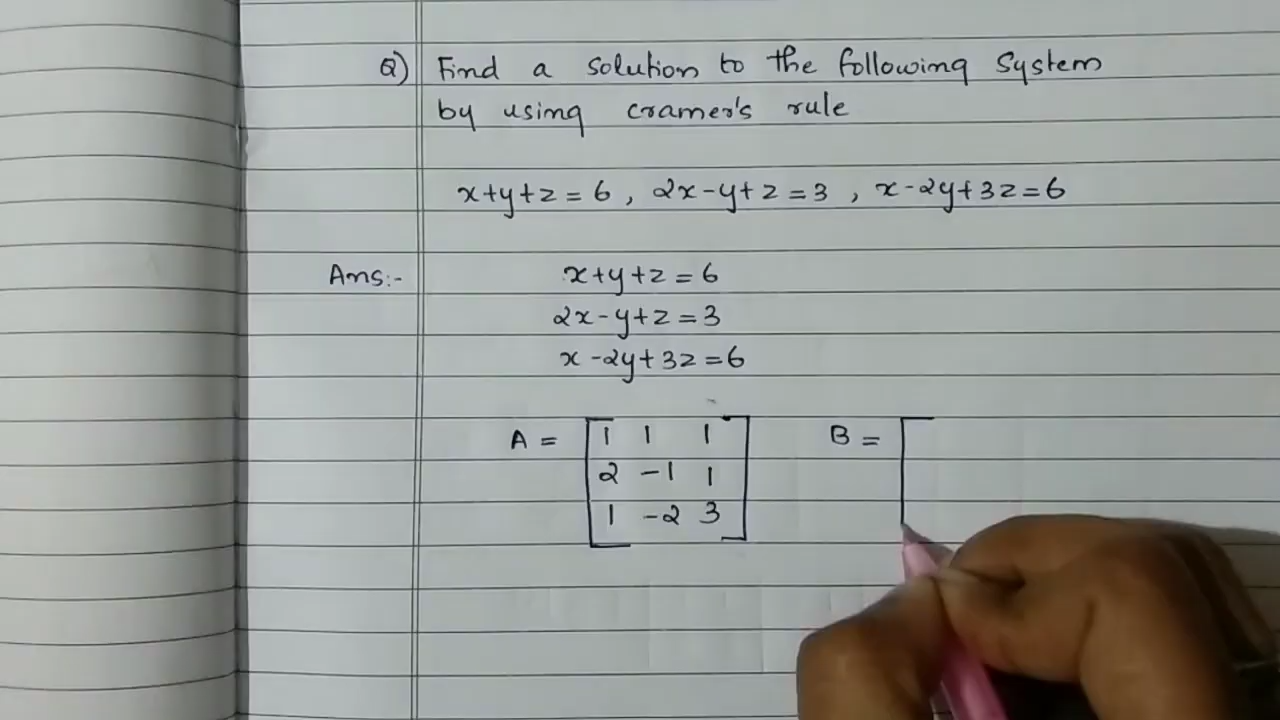 Q) Find a solution to the following system
by using cramer's rule
x+y+z=6, 2x-y+z=3, x-2y+3z=6
Ans:- x+y+z=6
2x-y+z=3
x-2y+3z=6
A = [1 1 1 B = [
2 -1 1
1 -2 3]